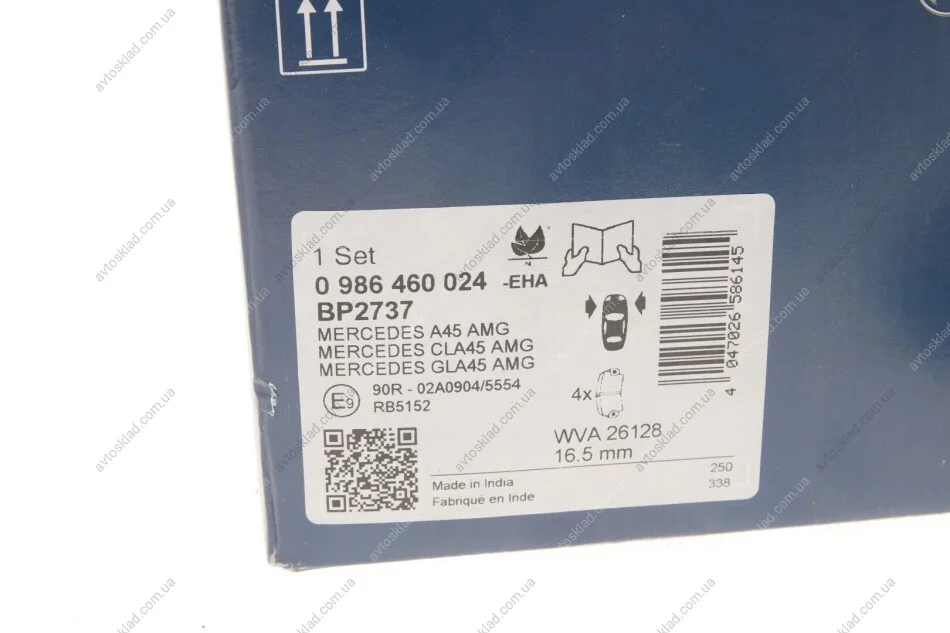 1 Set
0 986 460 024 -EHA
BP2737
MERCEDES A45 AMG
MERCEDES CLA45 AMG
MERCEDES GLA45 AMG
E9
90R - 02A0904/5554
RB5152
4x
WVA 26128
16.5 mm
250
338
Made in India
Fabriqué en Inde
4 047026 586145
avtosklad.com.ua